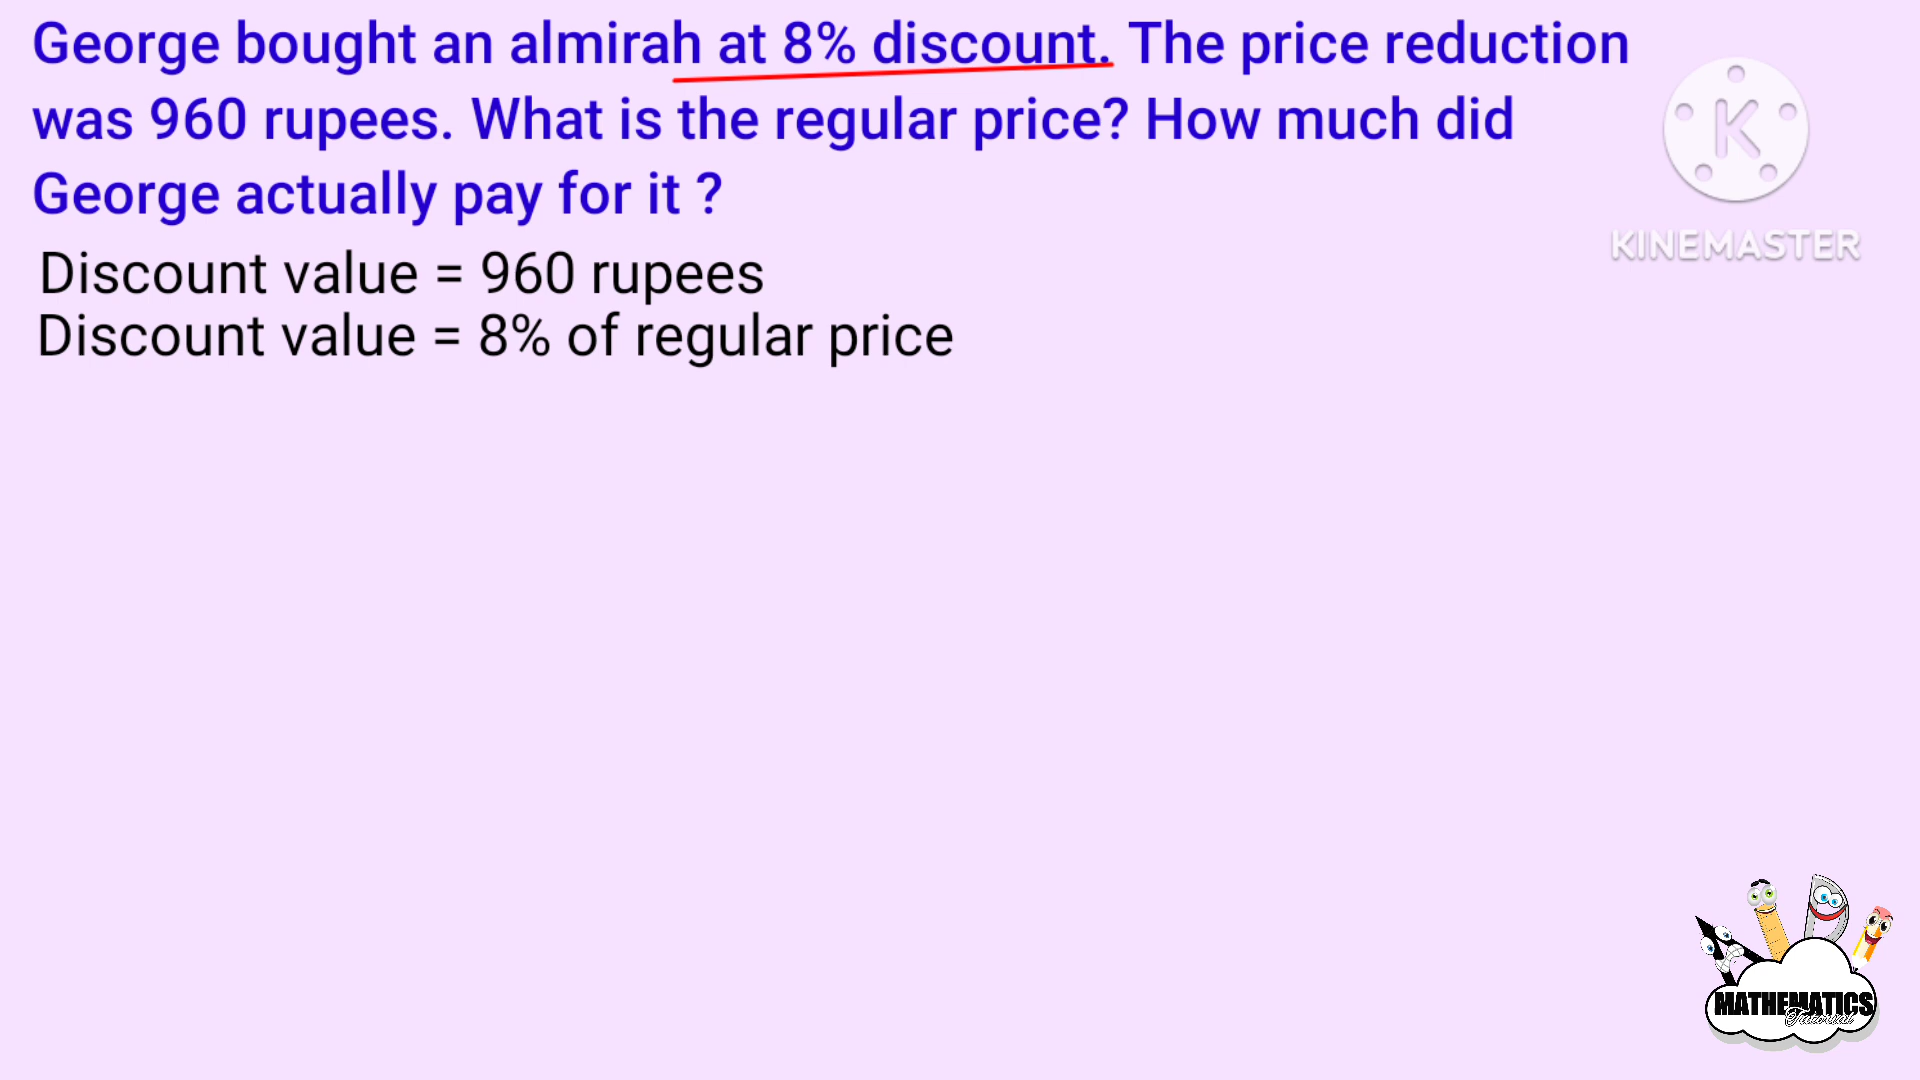 George bought an almirah at 8% discount. The price reduction
was 960 rupees. What is the regular price? How much did
George actually pay for it ?
Discount value = 960 rupees
Discount value = 8% of regular price
K
KINEMASTER
MATHEMATICS
Tutorial